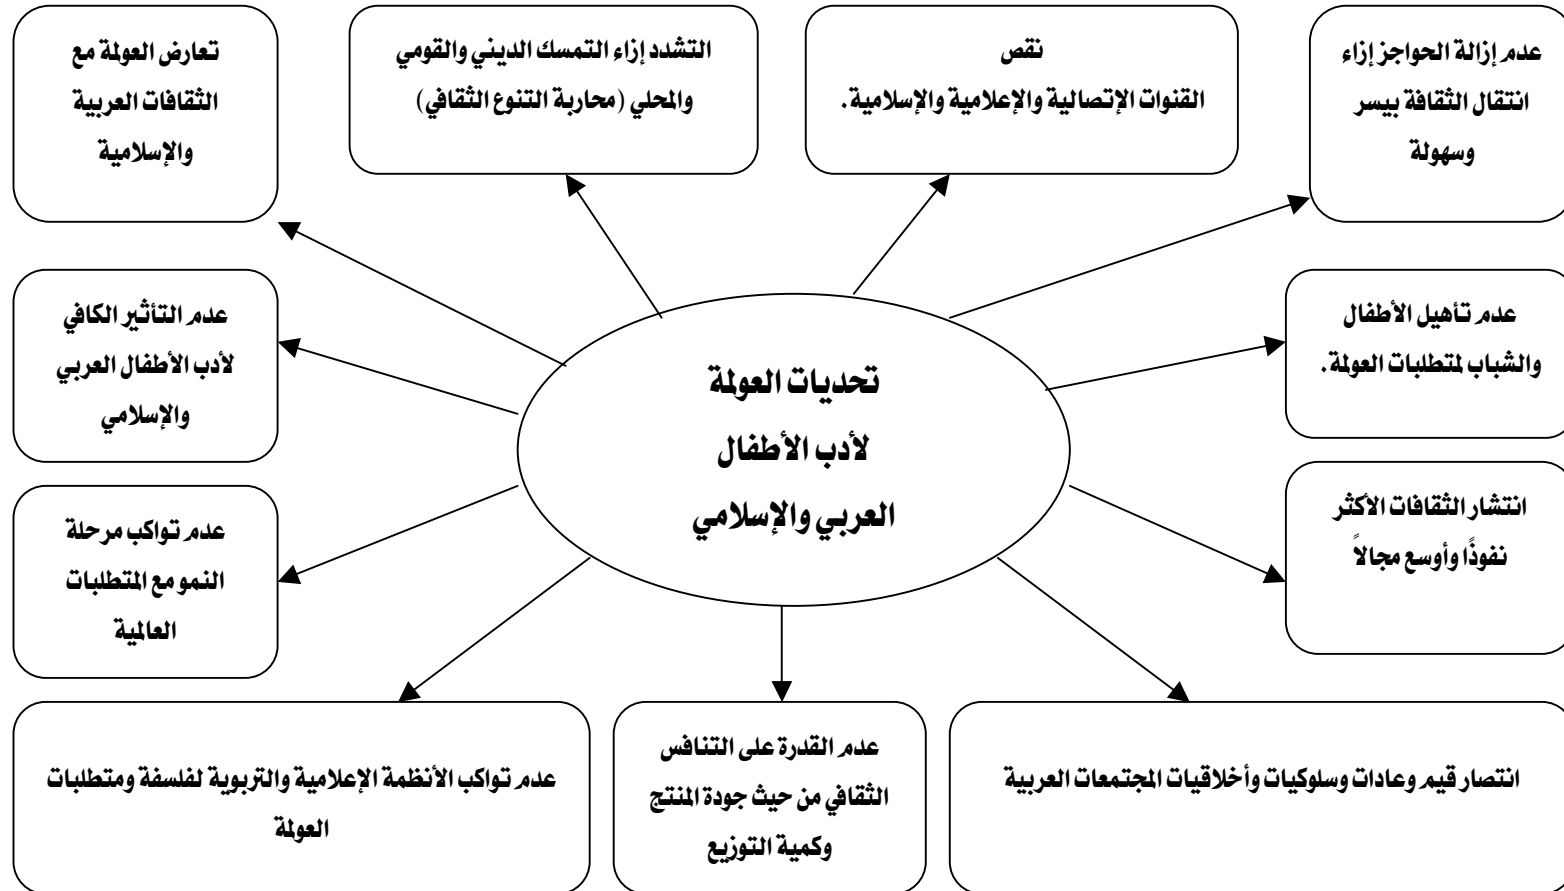 عدم إزالة الحواجز إزاء
انتقال الثقافة بيسر
وسهولة
نقص
القنوات الإتصالية والإعلامية والإسلامية.
التشدد إزاء التمسك الديني والقومي
والمحلي (محاربة التنوع الثقافي)
تعارض العولمة مع
الثقافات العربية
والإسلامية
عدم تأهيل الأطفال
والشباب لمتطلبات العولمة.
تحديات العولمة
لأدب الأطفال
العربي والإسلامي
عدم التأثير الكافي
لأدب الأطفال العربي
والإسلامي
انتشار الثقافات الأكثر
نفوذًا وأوسع مجالاً
عدم تواكب مرحلة
النمو مع المتطلبات
العالمية
انتصار قيم وعادات وسلوكيات وأخلاقيات المجتمعات العربية
عدم القدرة على التنافس
الثقافي من حيث جودة المنتج
وكمية التوزيع
عدم تواكب الأنظمة الإعلامية والتربوية لفلسفة ومتطلبات
العولمة